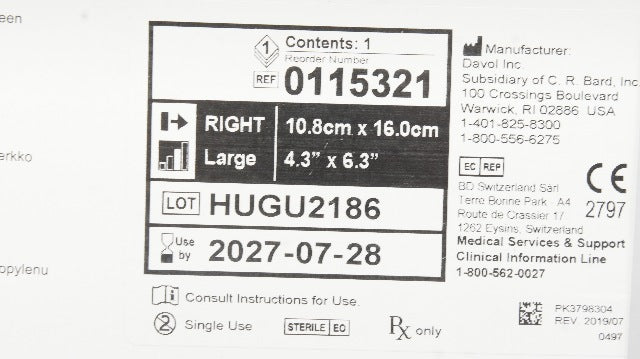 een
erkko
opylenu
1
Contents: 1
Reorder Number
REF 0115321
RIGHT 10.8cm x 16.0cm
Large 4.3" x 6.3"
LOT HUGU2186
Use by 2027-07-28
Consult Instructions for Use.
2 Single Use STERILE EO Rx only
Manufacturer:
Davol Inc.
Subsidiary of C. R. Bard, Inc.
100 Crossings Boulevard
Warwick, RI 02886 USA
1-401-825-8300
1-800-556-6275
EC REP
BD Switzerland Sàrl
Terre Bonne Park - A4
Route de Crassier 17
1262 Eysins, Switzerland
CE
2797
Medical Services & Support
Clinical Information Line
1-800-562-0027
PK3798304
REV. 2019/07
0497